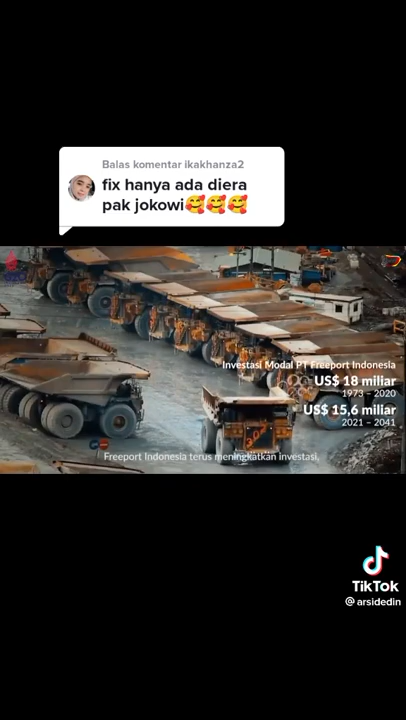 Balas komentar ikakhanza2
fix hanya ada diera
pak jokowi🥰🥰🥰
Investasi Modal PT Freeport Indonesia
US$ 18 miliar
1973 – 2020
US$ 15,6 miliar
2021 – 2041
Freeport Indonesia terus meningkatkan investasi,
TikTok
@arsidedin